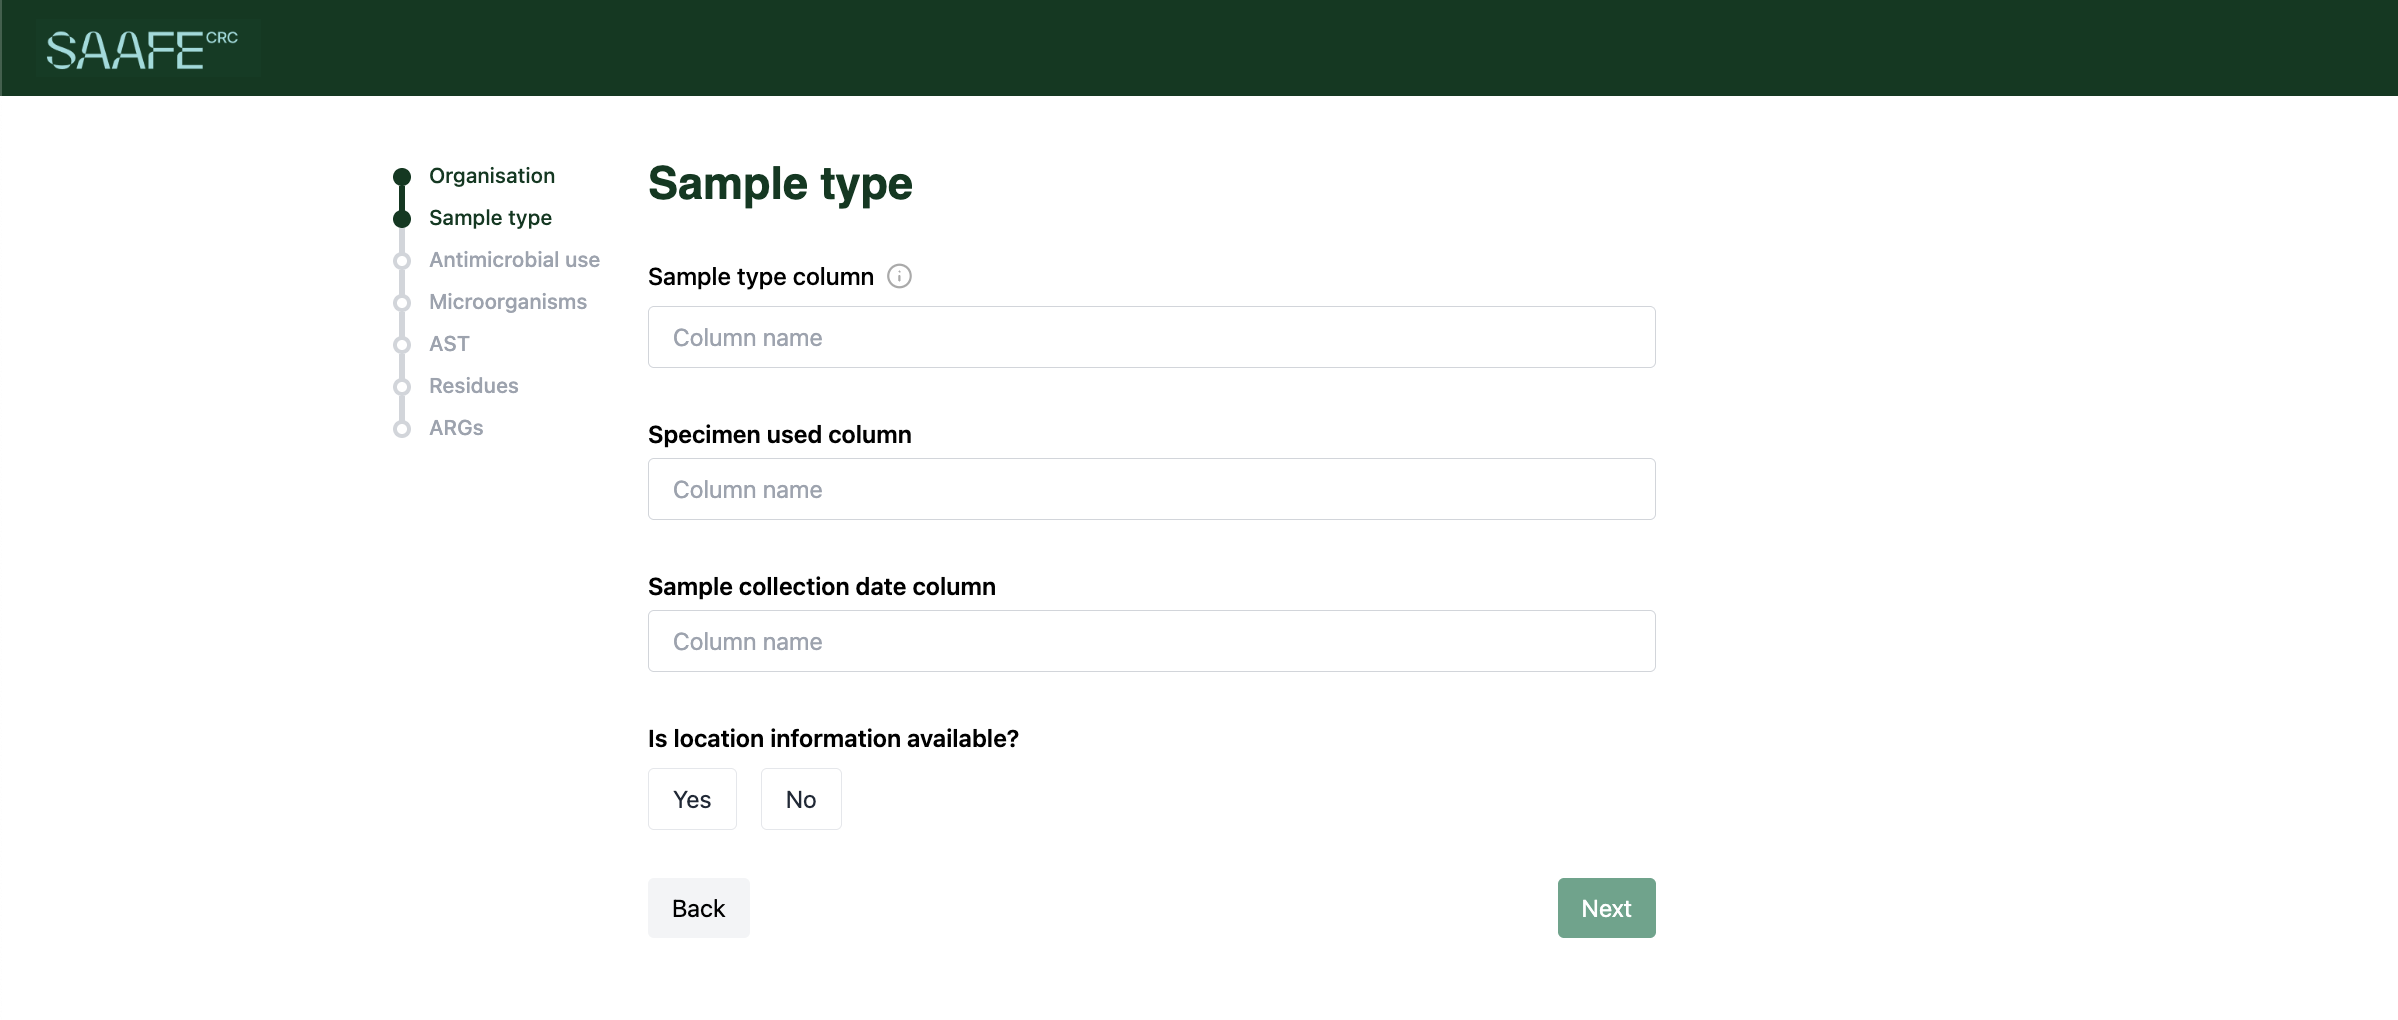 SAAFE CRC
Organisation
Sample type
Antimicrobial use
Microorganisms
AST
Residues
ARGs
Sample type
Sample type column
Column name
Specimen used column
Column name
Sample collection date column
Column name
Is location information available?
Yes No
Back Next